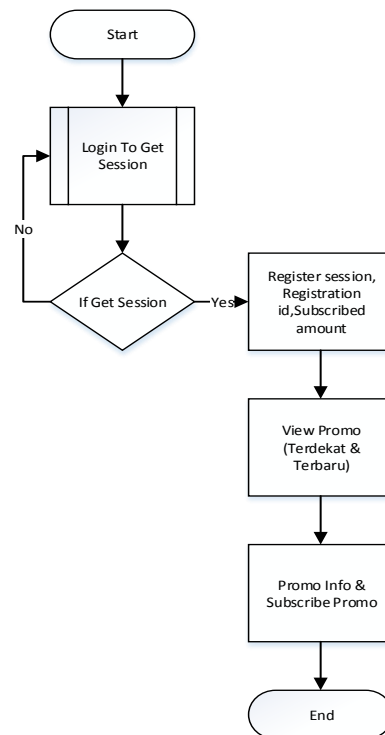 Start
Login To Get
Session
No
If Get Session
Yes
Register session,
Registration
id,Subscribed
amount
View Promo
(Terdekat &
Terbaru)
Promo Info &
Subscribe Promo
End